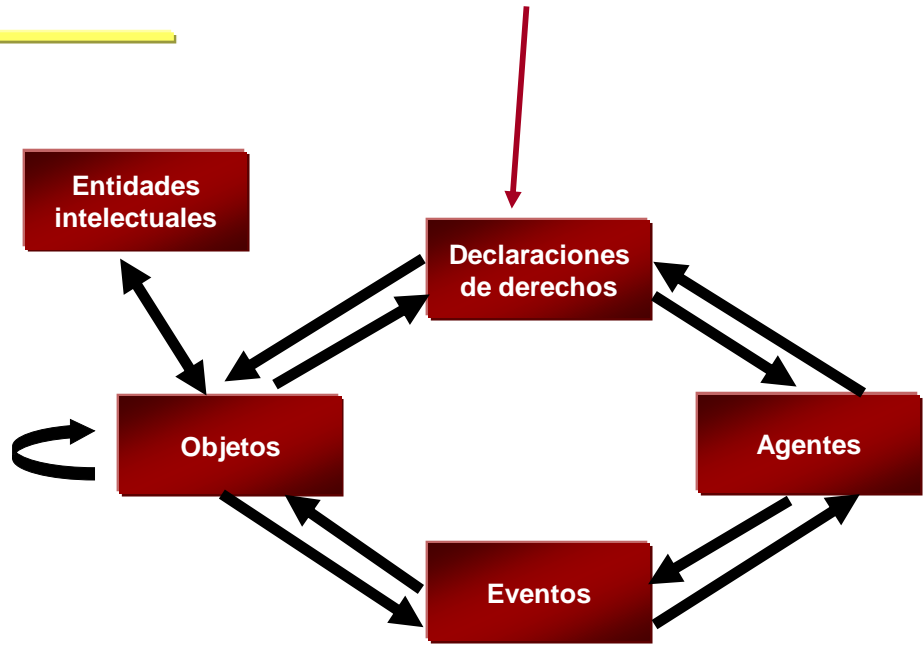 Entidades
intelectuales
Declaraciones
de derechos
Objetos
Agentes
Eventos